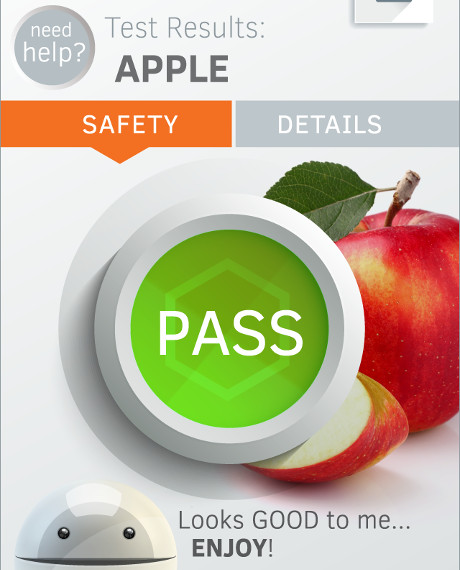 need
help?
Test Results:
APPLE
SAFETY
DETAILS
PASS
Looks GOOD to me...
ENJOY!